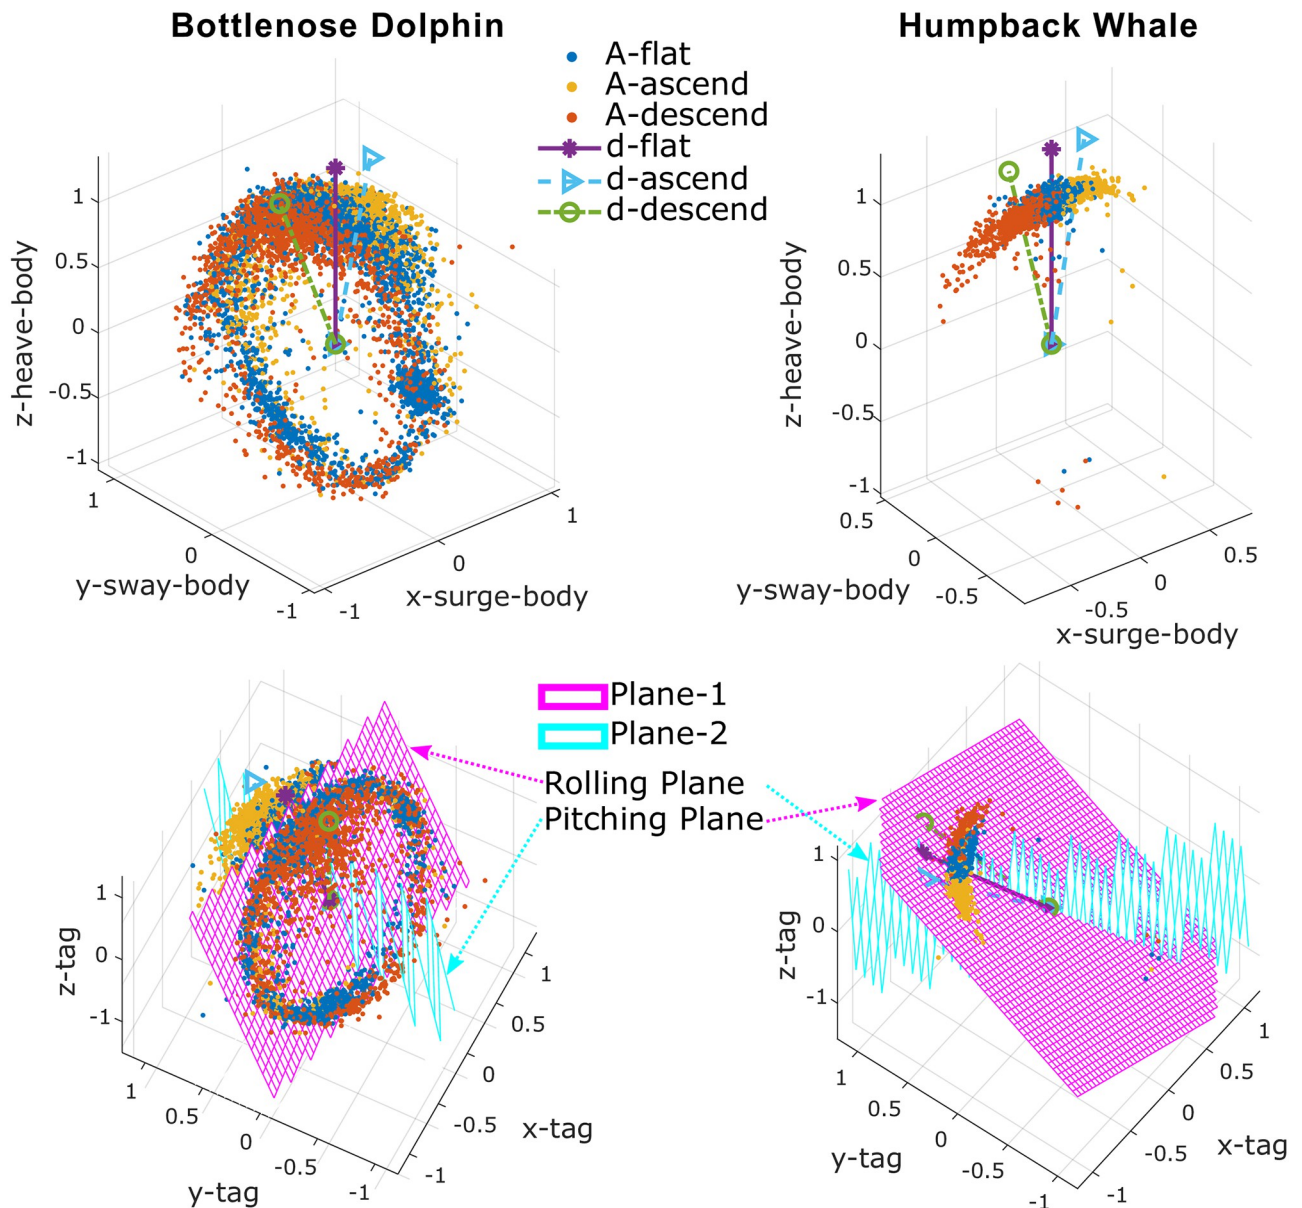 Bottlenose Dolphin
Humpback Whale
A-flat
A-ascend
A-descend
d-flat
d-ascend
d-descend
z-heave-body
1
0.5
0
-0.5
-1
1
0
-1
y-sway-body
-1
0
1
x-surge-body
z-heave-body
1
0.5
0
-0.5
-1
0.5
0
-0.5
y-sway-body
-0.5
0
0.5
x-surge-body
Plane-1
Plane-2
Rolling Plane
Pitching Plane
z-tag
1
0
-1
1
0.5
0
-0.5
-1
y-tag
-1
-0.5
0
0.5
1
x-tag
z-tag
1
0
-1
1
0.5
0
-0.5
-1
y-tag
-1
-0.5
0
0.5
1
x-tag